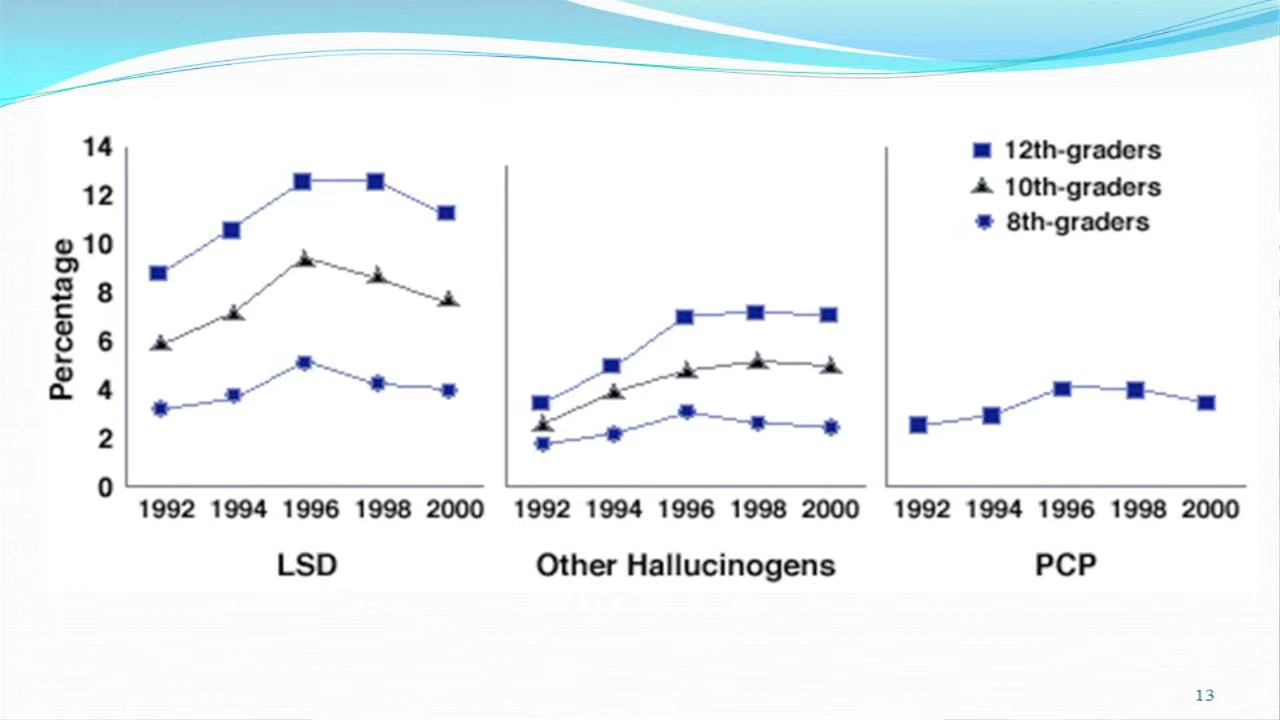 Percentage
14
12
10
8
6
4
2
0
1992 1994 1996 1998 2000
LSD
1992 1994 1996 1998 2000
Other Hallucinogens
12th-graders
10th-graders
8th-graders
1992 1994 1996 1998 2000
PCP
13